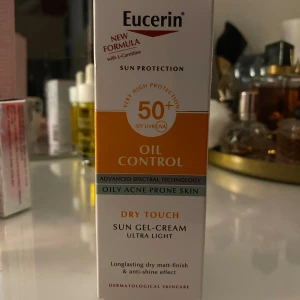 Eucerin®
NEW
FORMULA
with L-Carnitine
SUN PROTECTION
VERY HIGH PROTECTION
50+
OIL
CONTROL
ADVANCED SPECTRAL TECHNOLOGY
OILY ACNE PRONE SKIN
DRY TOUCH
SUN GEL-CREAM
ULTRA LIGHT
Longlasting dry matt-finish
& anti-shine effect
DERMATOLOGICAL SKINCARE